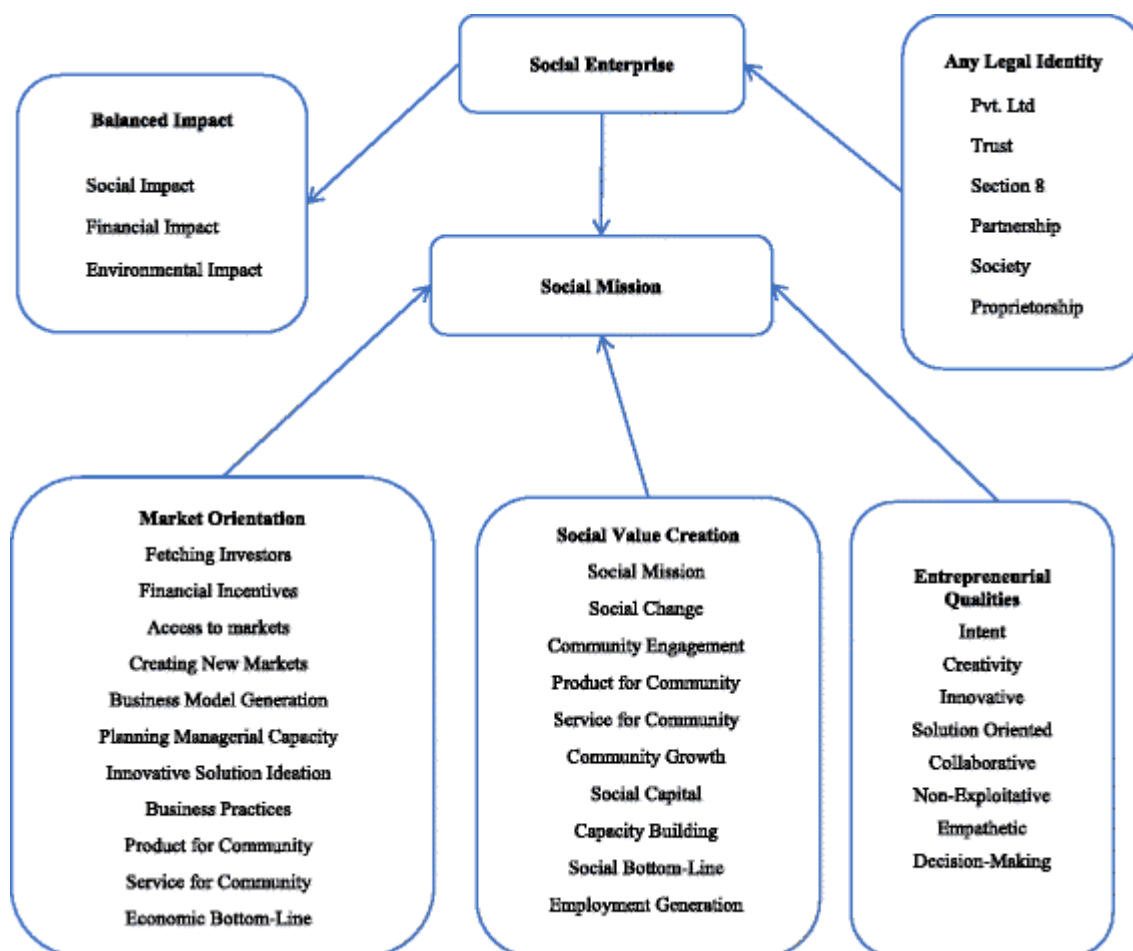 Social Enterprise
Balanced Impact
Social Impact
Financial Impact
Environmental Impact
Any Legal Identity
Pvt. Ltd
Trust
Section 8
Partnership
Society
Proprietorship
Social Mission
Market Orientation
Fetching Investors
Financial Incentives
Access to markets
Creating New Markets
Business Model Generation
Planning Managerial Capacity
Innovative Solution Ideation
Business Practices
Product for Community
Service for Community
Economic Bottom-Line
Social Value Creation
Social Mission
Social Change
Community Engagement
Product for Community
Service for Community
Community Growth
Social Capital
Capacity Building
Social Bottom-Line
Employment Generation
Entrepreneurial
Qualities
Intent
Creativity
Innovative
Solution Oriented
Collaborative
Non-Exploitative
Empathetic
Decision-Making